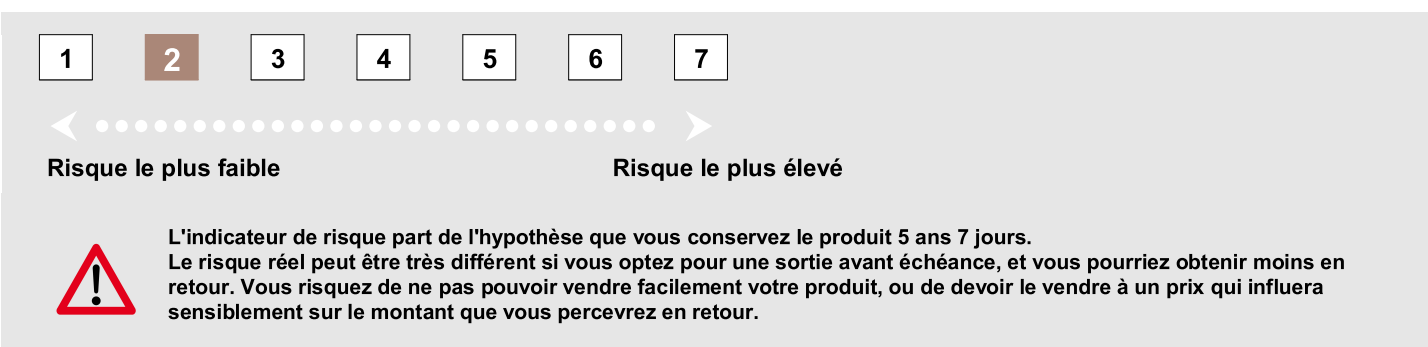 1 2 3 4 5 6 7
Risque le plus faible Risque le plus élevé
L'indicateur de risque part de l'hypothèse que vous conservez le produit 5 ans 7 jours.
Le risque réel peut être très différent si vous optez pour une sortie avant échéance, et vous pourriez obtenir moins en
retour. Vous risquez de ne pas pouvoir vendre facilement votre produit, ou de devoir le vendre à un prix qui influera
sensiblement sur le montant que vous percevrez en retour.